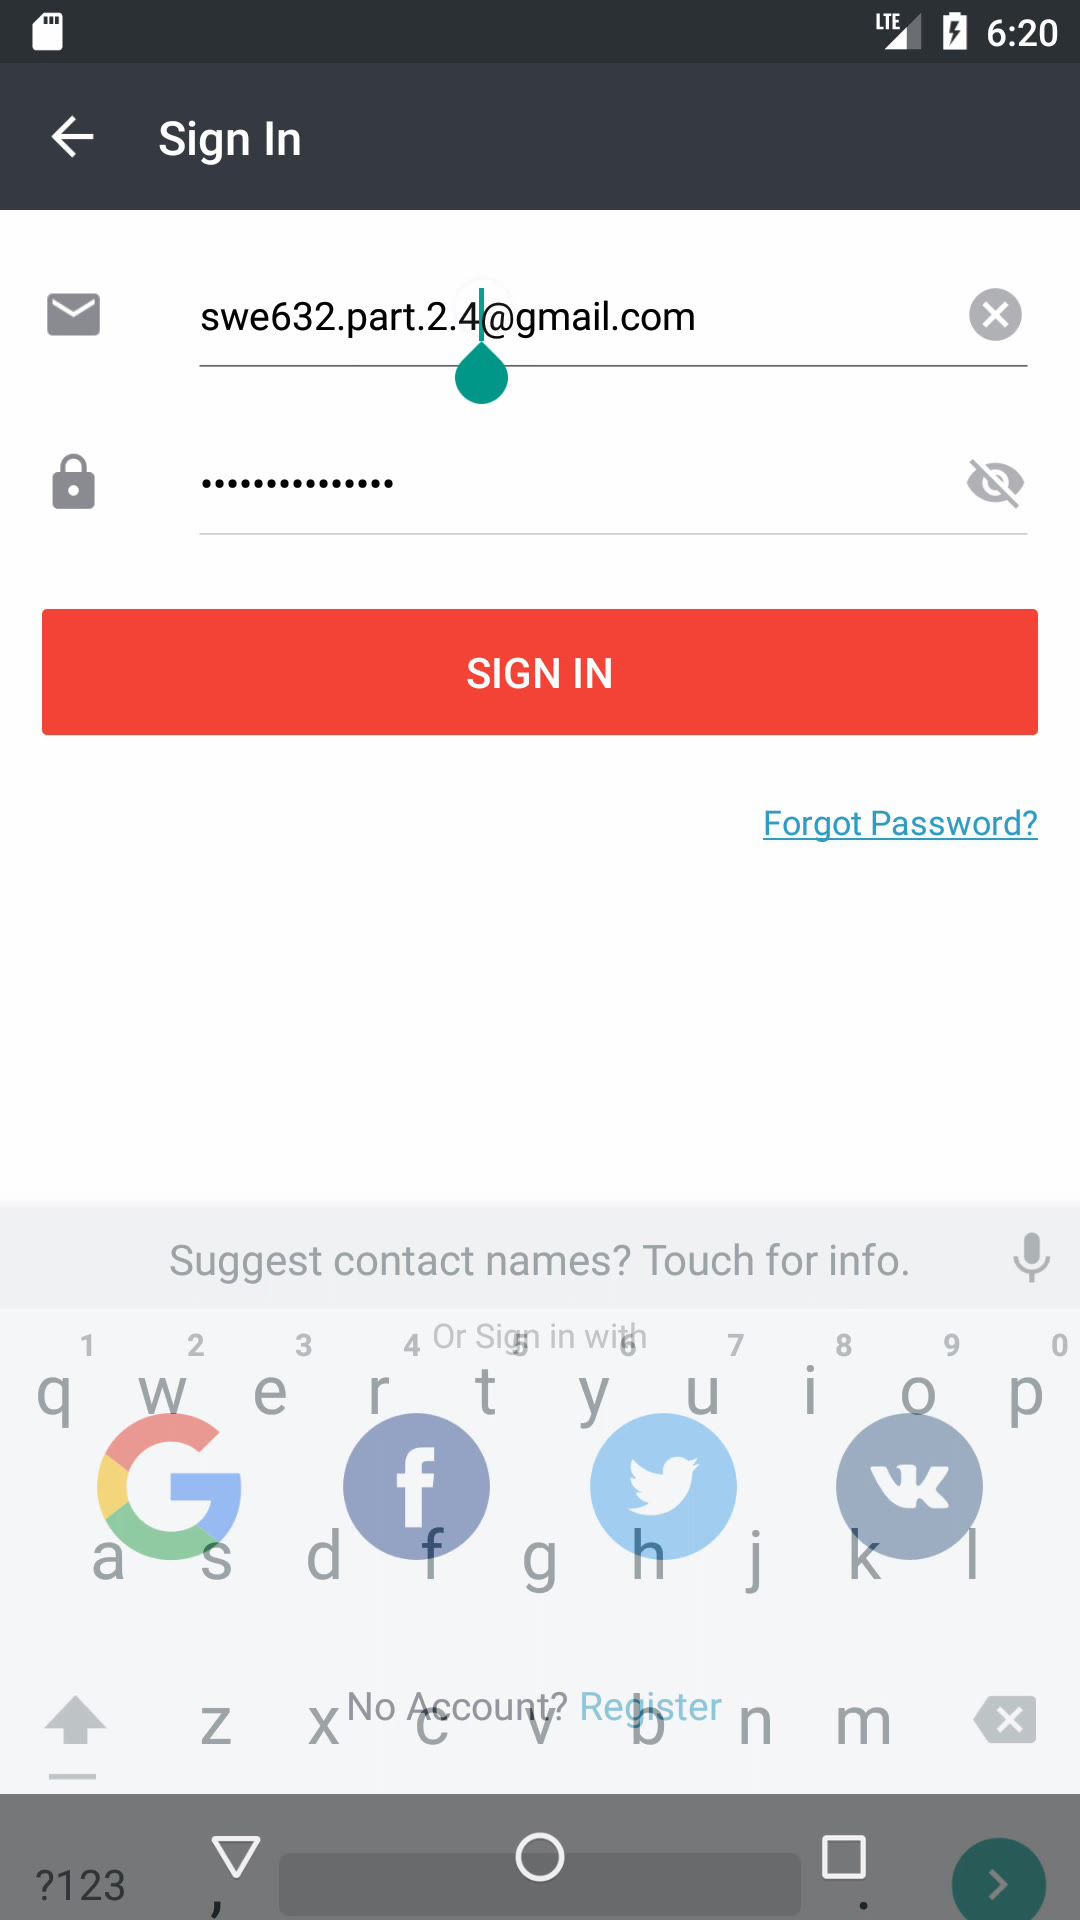 LTE 6:20
Sign In
swe632.part.2.4@gmail.com
•••••••••••••••
SIGN IN
Forgot Password?
Suggest contact names? Touch for info.
Or Sign in with
1 2 3 4 5 6 7 8 9 0
q w e r t y u i o p
a s d f g h j k l
No Account? Register
z x c v b n m
?123 , .